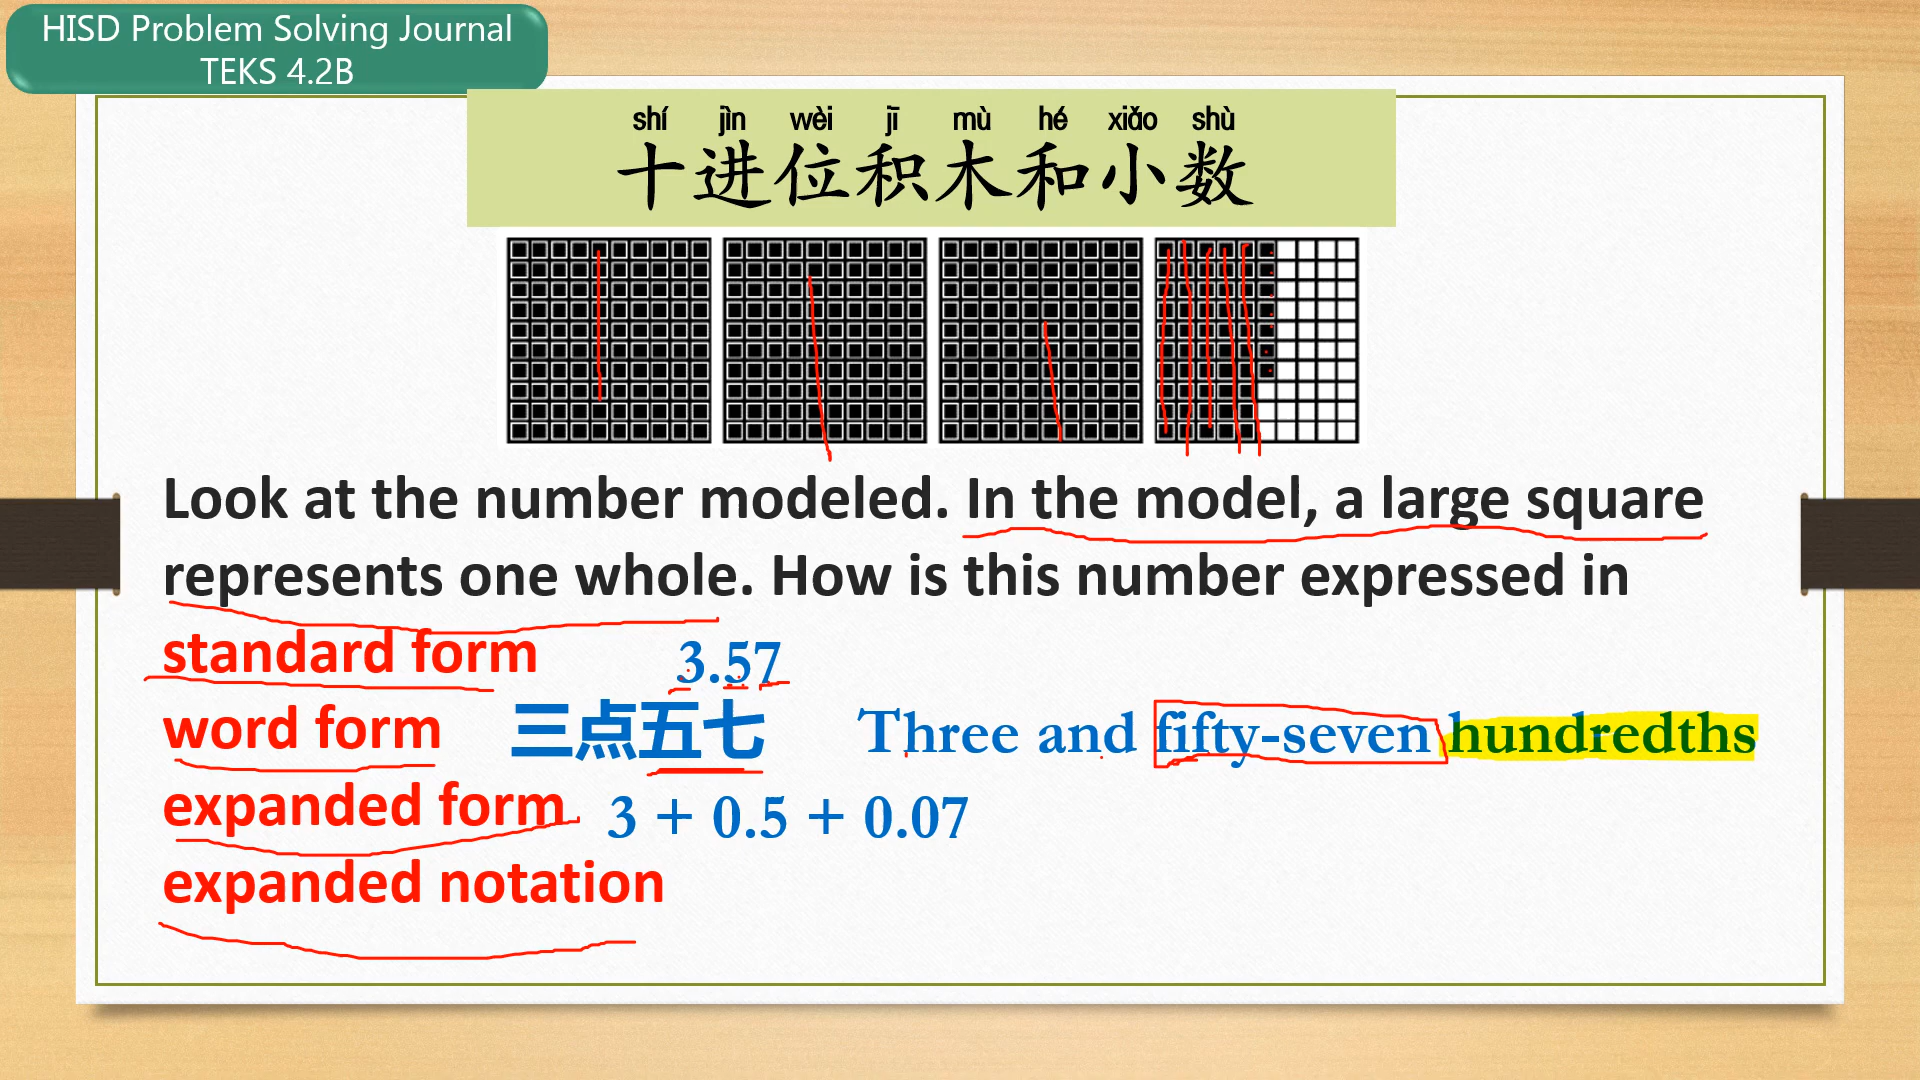 HISD Problem Solving Journal
TEKS 4.2B
shí jìn wèi jī mù hé xiǎo shù
十进位积木和小数
Look at the number modeled. In the model, a large square
represents one whole. How is this number expressed in
standard form 3.57
word form 三点五七 Three and fifty-seven hundredths
expanded form 3 + 0.5 + 0.07
expanded notation